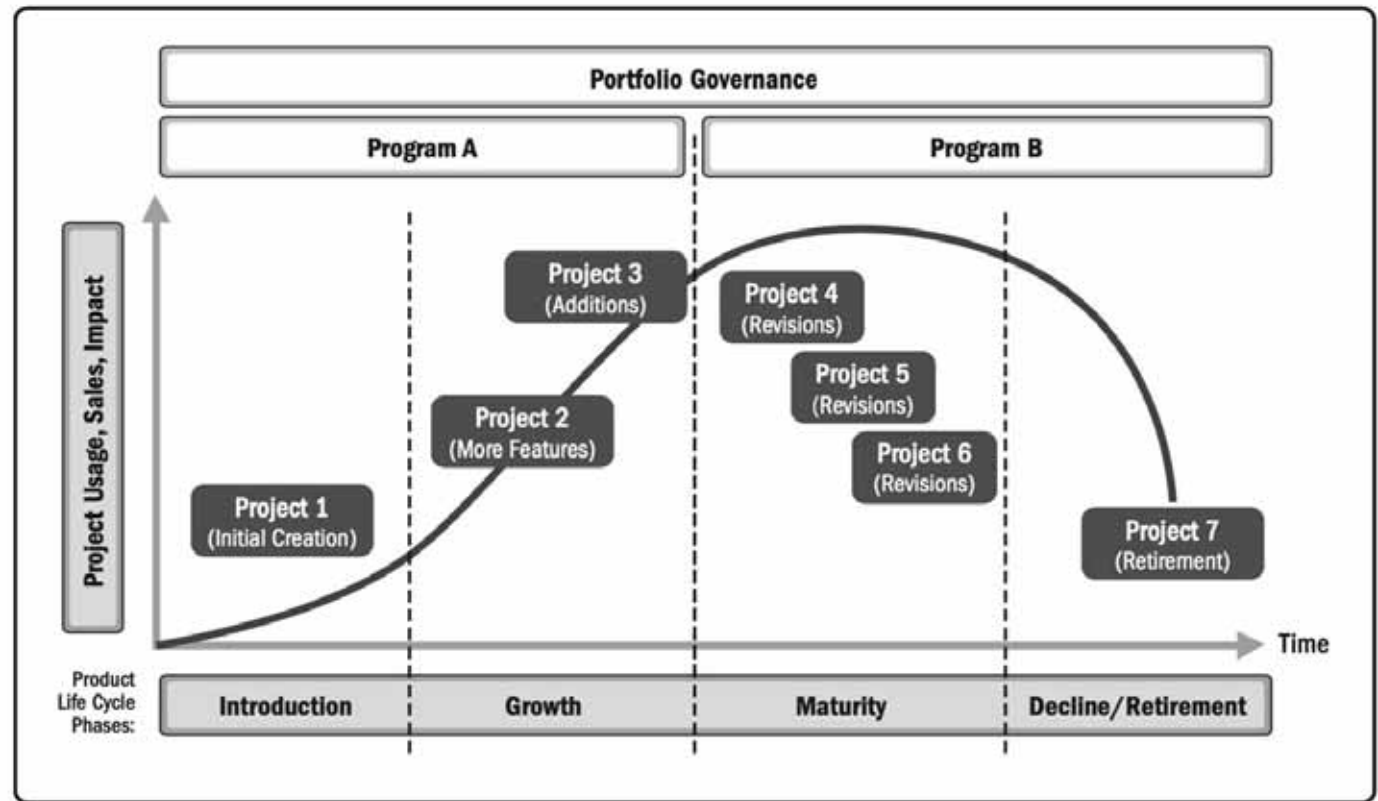 Portfolio Governance
Program A
Program B
Project Usage, Sales, Impact
Project 3
(Additions)
Project 4
(Revisions)
Project 5
(Revisions)
Project 2
(More Features)
Project 6
(Revisions)
Project 1
(Initial Creation)
Project 7
(Retirement)
Time
Product
Life Cycle
Phases:
Introduction
Growth
Maturity
Decline/Retirement